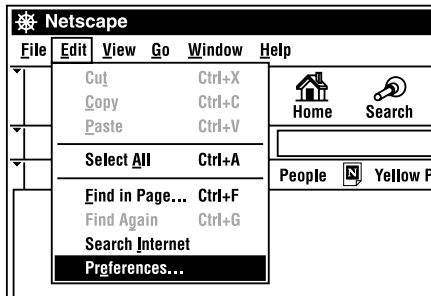 Netscape
File Edit View Go Window Help
Cut Ctrl+X
Copy Ctrl+C
Paste Ctrl+V
Select All Ctrl+A
Find in Page... Ctrl+F
Find Again Ctrl+G
Search Internet
Preferences...
Home Search
People N Yellow P